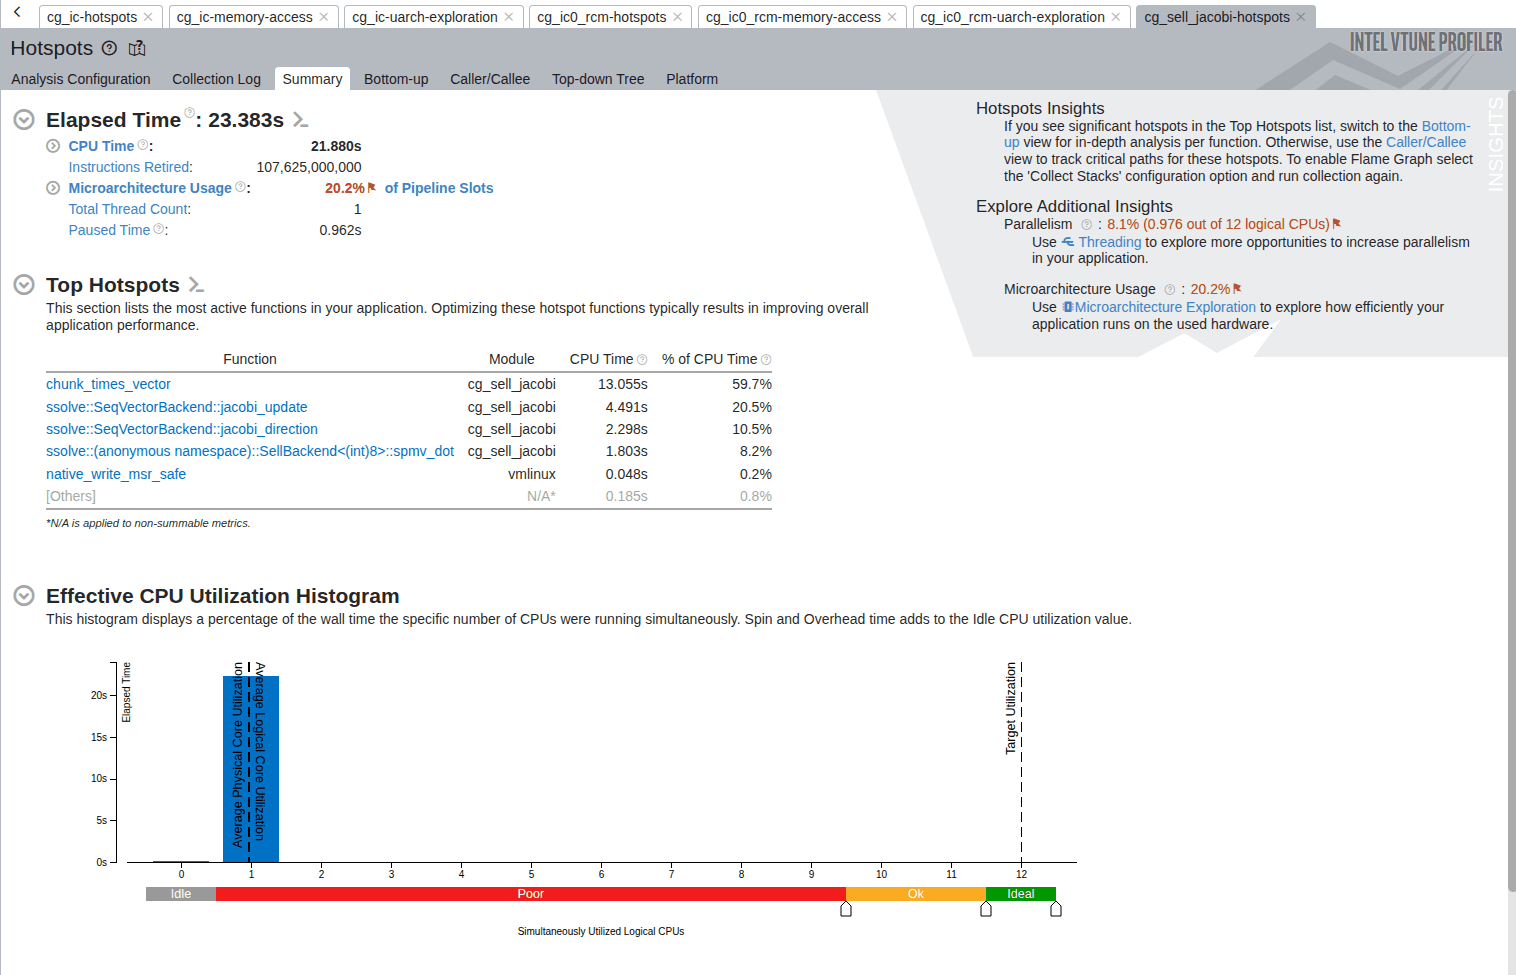 cg_ic-hotspots
cg_ic-memory-access
cg_ic-uarch-exploration
cg_ic0_rcm-hotspots
cg_ic0_rcm-memory-access
cg_ic0_rcm-uarch-exploration
cg_sell_jacobi-hotspots
Hotspots
INTEL VTUNE PROFILER
Analysis Configuration
Collection Log
Summary
Bottom-up
Caller/Callee
Top-down Tree
Platform
Elapsed Time : 23.383s
CPU Time : 21.880s
Instructions Retired: 107,625,000,000
Microarchitecture Usage : 20.2% of Pipeline Slots
Total Thread Count: 1
Paused Time : 0.962s
Hotspots Insights
If you see significant hotspots in the Top Hotspots list, switch to the Bottom-
up view for in-depth analysis per function. Otherwise, use the Caller/Callee
view to track critical paths for these hotspots. To enable Flame Graph select
the 'Collect Stacks' configuration option and run collection again.
Explore Additional Insights
Parallelism : 8.1% (0.976 out of 12 logical CPUs)
Use Threading to explore more opportunities to increase parallelism
in your application.
Microarchitecture Usage : 20.2%
Use Microarchitecture Exploration to explore how efficiently your
application runs on the used hardware.
INSIGHTS
Top Hotspots
This section lists the most active functions in your application. Optimizing these hotspot functions typically results in improving overall
application performance.
Function Module CPU Time % of CPU Time
chunk_times_vector cg_sell_jacobi 13.055s 59.7%
ssolve::SeqVectorBackend::jacobi_update cg_sell_jacobi 4.491s 20.5%
ssolve::SeqVectorBackend::jacobi_direction cg_sell_jacobi 2.298s 10.5%
ssolve::(anonymous namespace)::SellBackend<(int)8>::spmv_dot cg_sell_jacobi 1.803s 8.2%
native_write_msr_safe vmlinux 0.048s 0.2%
[Others] N/A* 0.185s 0.8%
*N/A is applied to non-summable metrics.
Effective CPU Utilization Histogram
This histogram displays a percentage of the wall time the specific number of CPUs were running simultaneously. Spin and Overhead time adds to the Idle CPU utilization value.
Elapsed Time
20s
15s
10s
5s
0s
Average Physical Core Utilization
Average Logical Core Utilization
Target Utilization
0 1 2 3 4 5 6 7 8 9 10 11 12
Idle Poor Ok Ideal
Simultaneously Utilized Logical CPUs